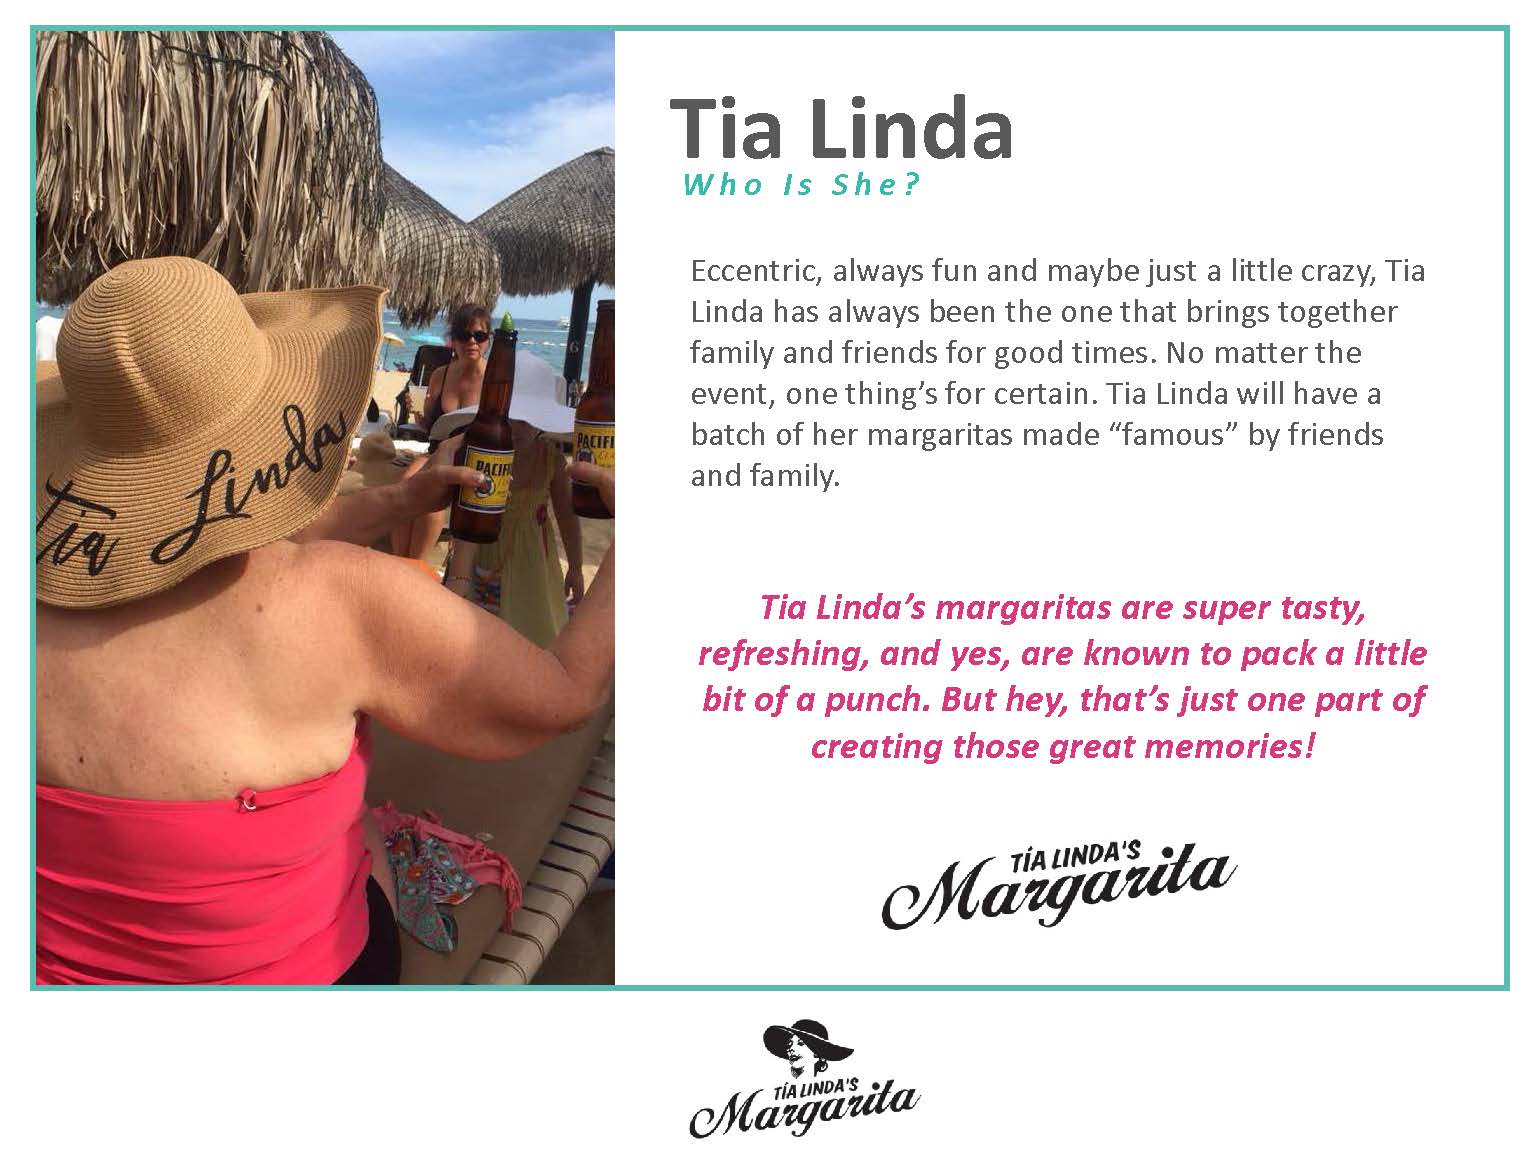 Tia Linda
Who Is She?
Eccentric, always fun and maybe just a little crazy, Tia
Linda has always been the one that brings together
family and friends for good times. No matter the
event, one thing’s for certain. Tia Linda will have a
batch of her margaritas made “famous” by friends
and family.
Tia Linda’s margaritas are super tasty,
refreshing, and yes, are known to pack a little
bit of a punch. But hey, that’s just one part of
creating those great memories!
TÍA LINDA'S
Margarita
Tia Linda
PACIFI
PACIFI
6
TÍA LINDA'S
Margarita